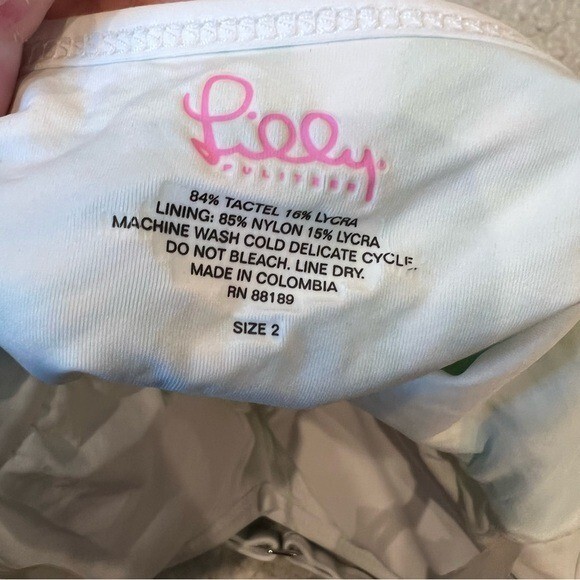 Lilly
PULITZER
84% TACTEL 16% LYCRA
LINING: 85% NYLON 15% LYCRA
MACHINE WASH COLD DELICATE CYCLE.
DO NOT BLEACH. LINE DRY.
MADE IN COLOMBIA
RN 88189
SIZE 2